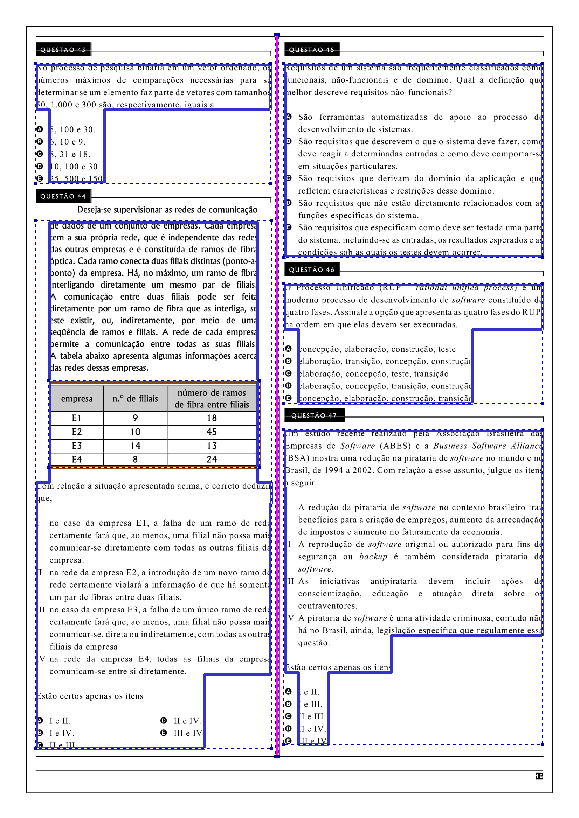 QUESTÃO 43
No processo de pesquisa binária em um vetor ordenado, os
números máximos de comparações necessárias para se
determinar se um elemento faz parte de vetores com tamanhos
50, 1.000 e 300 são, respectivamente, iguais a
A 5, 100 e 30.
B 6, 10 e 9.
C 8, 31 e 18.
D 10, 100 e 30
E 25, 500 e 150
QUESTÃO 44
Deseja-se supervisionar as redes de comunicação
de dados de um conjunto de empresas. Cada empresa
tem a sua própria rede, que é independente das redes
das outras empresas e é constituída de ramos de fibra
óptica. Cada ramo conecta duas filiais distintas (ponto-a-
ponto) da empresa. Há, no máximo, um ramo de fibra
interligando diretamente um mesmo par de filiais.
A comunicação entre duas filiais pode ser feita
diretamente por um ramo de fibra que as interliga, se
este existir, ou, indiretamente, por meio de uma
seqüência de ramos e filiais. A rede de cada empresa
permite a comunicação entre todas as suas filiais.
A tabela abaixo apresenta algumas informações acerca
das redes dessas empresas.
empresa n.º de filiais número de ramos de fibra entre filiais
E1 9 18
E2 10 45
E3 14 13
E4 8 24
Com relação à situação apresentada acima, é correto deduzir
que,
no caso da empresa E1, a falha de um ramo de rede
certamente fará que, ao menos, uma filial não possa mais
comunicar-se diretamente com todas as outras filiais da
empresa.
II na rede da empresa E2, a introdução de um novo ramo de
rede certamente violará a informação de que há somente
um par de fibras entre duas filiais.
II no caso da empresa E3, a falha de um único ramo de rede
certamente fará que, ao menos, uma filial não possa mais
comunicar-se, direta ou indiretamente, com todas as outras
filiais da empresa
V na rede da empresa E4, todas as filiais da empresa
comunicam-se entre si diretamente.
Estão certos apenas os itens
A I e II. D II e IV.
B I e IV. E III e IV
C II e III
QUESTÃO 45
Requisitos de um sistema são freqüentemente classificados como
funcionais, não-funcionais e de domínio. Qual a definição que
melhor descreve requisitos não-funcionais?
A São ferramentas automatizadas de apoio ao processo de
desenvolvimento de sistemas.
B São requisitos que descrevem o que o sistema deve fazer, como
deve reagir a determinadas entradas e como deve comportar-se
em situações particulares.
C São requisitos que derivam do domínio da aplicação e que
refletem características e restrições desse domínio.
D São requisitos que não estão diretamente relacionados com as
funções específicas do sistema.
E São requisitos que especificam como deve ser testada uma parte
do sistema, incluindo-se as entradas, os resultados esperados e as
condições sob as quais os testes devem ocorrer.
QUESTÃO 46
O Processo Unificado (RUP – rational unified process) é um
moderno processo de desenvolvimento de software constituído de
quatro fases. Assinale a opção que apresenta as quatro fases do RUP,
na ordem em que elas devem ser executadas.
A concepção, elaboração, construção, teste
B elaboração, transição, concepção, construção
C elaboração, concepção, teste, transição
D elaboração, concepção, transição, construção
E concepção, elaboração, construção, transição
QUESTÃO 47
Um estudo recente realizado pela Associação Brasileira das
Empresas de Software (ABES) e a Business Software Alliance
(BSA) mostra uma redução na pirataria de software no mundo e no
Brasil, de 1994 a 2002. Com relação a esse assunto, julgue os itens
a seguir.
A redução da pirataria de software no contexto brasileiro traz
benefícios para a criação de empregos, aumento da arrecadação
de impostos e aumento no faturamento da economia.
I A reprodução de software original ou autorizado para fins de
segurança ou backup é também considerada pirataria de
software.
II As iniciativas antipirataria devem incluir ações de
conscientização, educação e atuação direta sobre os
contraventores.
V A pirataria de software é uma atividade criminosa, contudo não
há no Brasil, ainda, legislação específica que regulamente essa
questão.
Estão certos apenas os itens
A I e II.
B I e III.
C II e III
D II e IV.
E III e IV